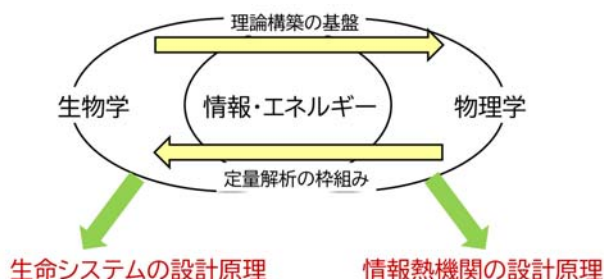 理論構築の基盤
生物学
情報・エネルギー
物理学
定量解析の枠組み
生命システムの設計原理
情報熱機関の設計原理